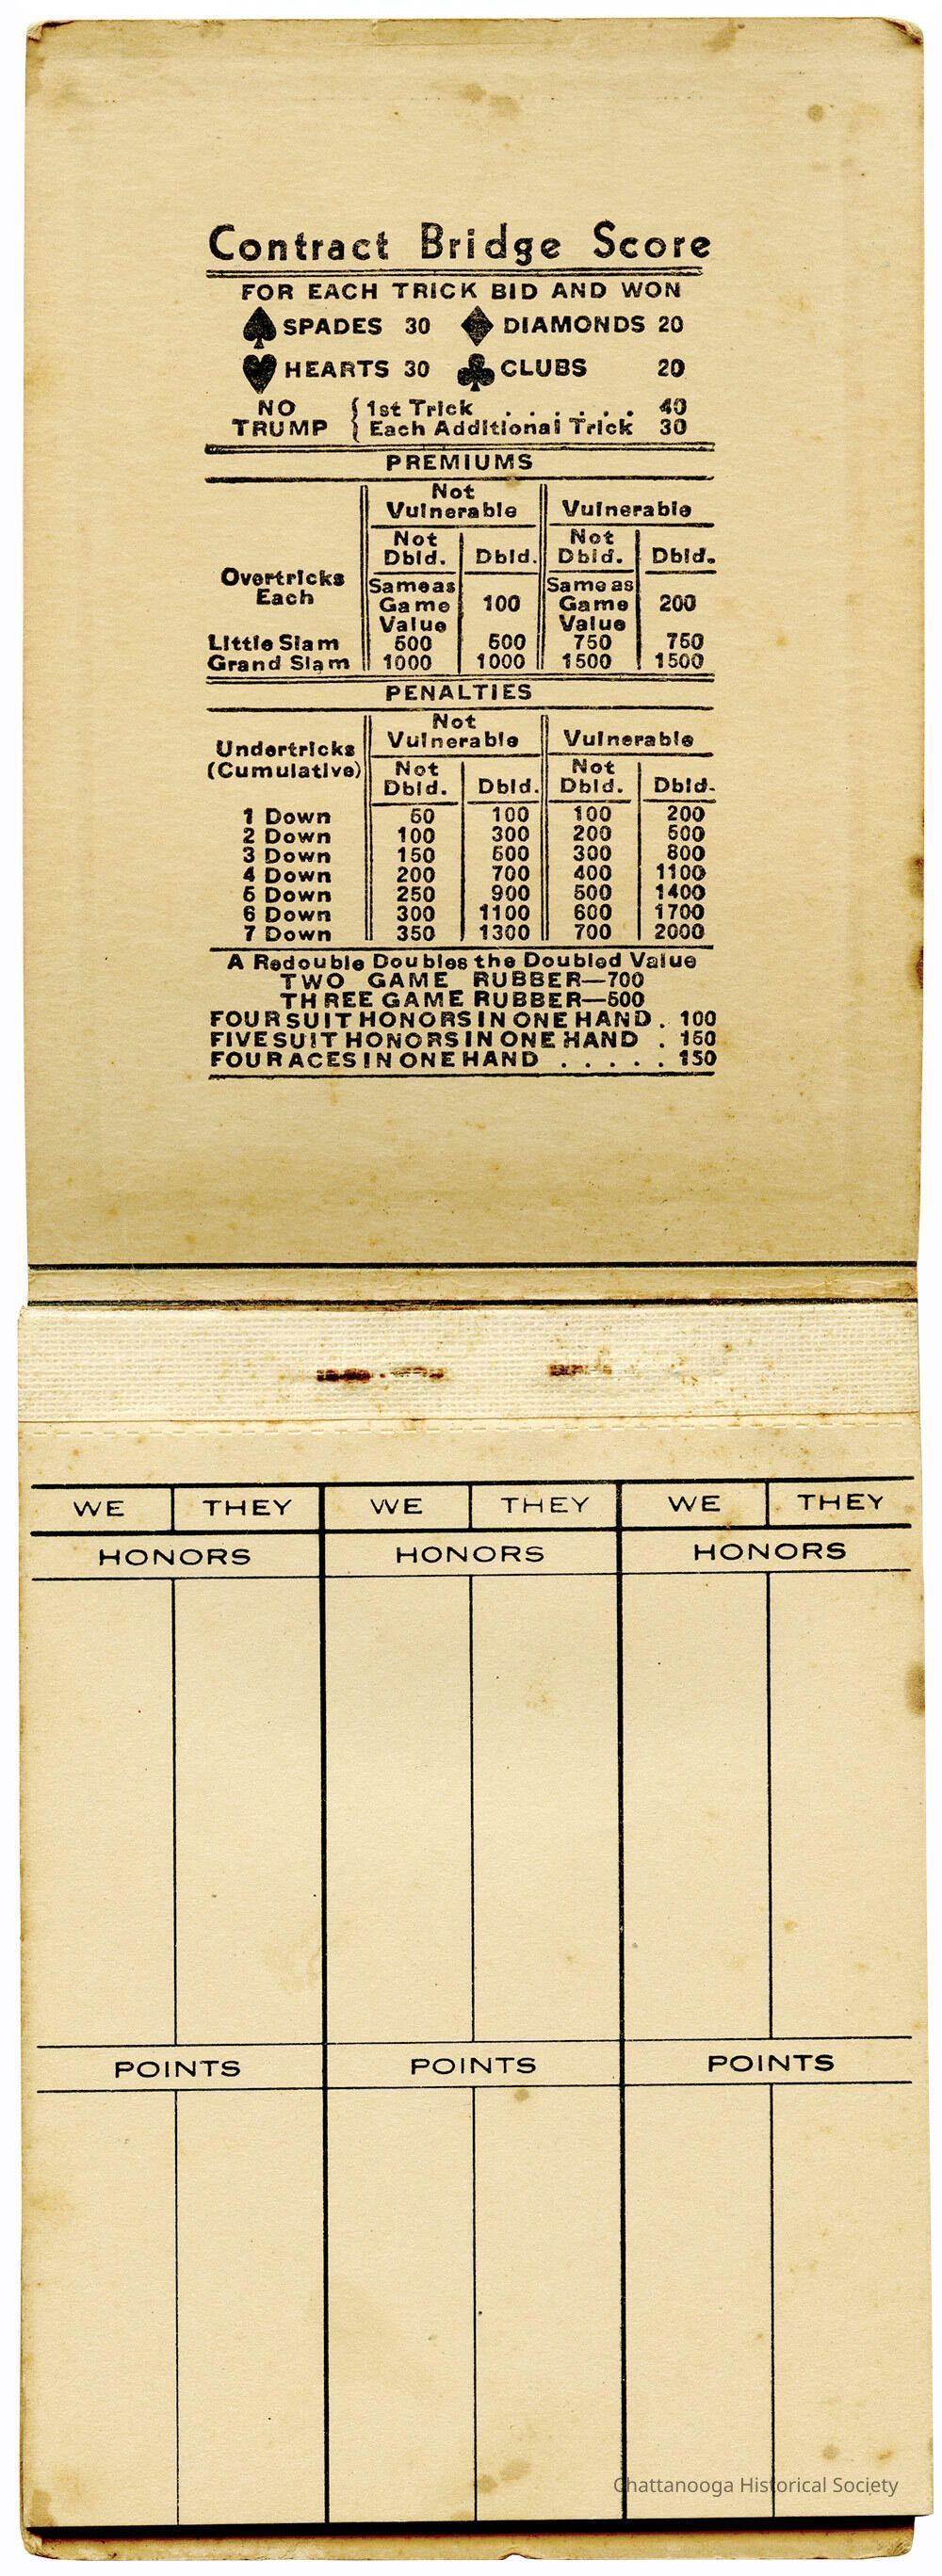 Contract Bridge Score
FOR EACH TRICK BID AND WON
SPADES 30 DIAMONDS 20
HEARTS 30 CLUBS 20
NO TRUMP { 1st Trick . . . . . . 40
Each Additional Trick 30
PREMIUMS
Not Vulnerable Vulnerable
Not Dbld. Dbld. Not Dbld. Dbld.
Overtricks Each Same as Game Value 100 Same as Game Value 200
Little Slam 500 500 750 750
Grand Slam 1000 1000 1500 1500
PENALTIES
Undertricks (Cumulative) Not Vulnerable Vulnerable
Not Dbld. Dbld. Not Dbld. Dbld.
1 Down 50 100 100 200
2 Down 100 300 200 500
3 Down 150 500 300 800
4 Down 200 700 400 1100
5 Down 250 900 500 1400
6 Down 300 1100 600 1700
7 Down 350 1300 700 2000
A Redouble Doubles the Doubled Value
TWO GAME RUBBER—700
THREE GAME RUBBER—500
FOUR SUIT HONORS IN ONE HAND . 100
FIVE SUIT HONORS IN ONE HAND . 150
FOUR ACES IN ONE HAND . . . . . 150
WE THEY WE THEY WE THEY
HONORS HONORS HONORS
POINTS POINTS POINTS
Chattanooga Historical Society